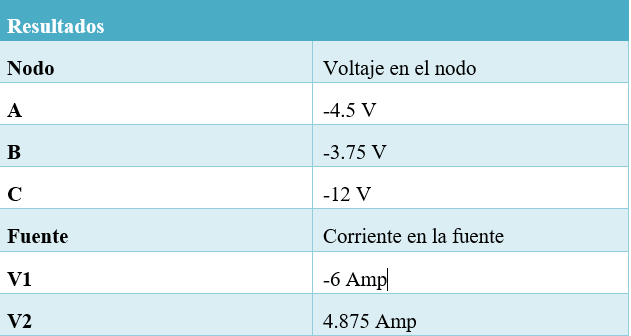 Resultados
Nodo Voltaje en el nodo
A -4.5 V
B -3.75 V
C -12 V
Fuente Corriente en la fuente
V1 -6 Amp
V2 4.875 Amp